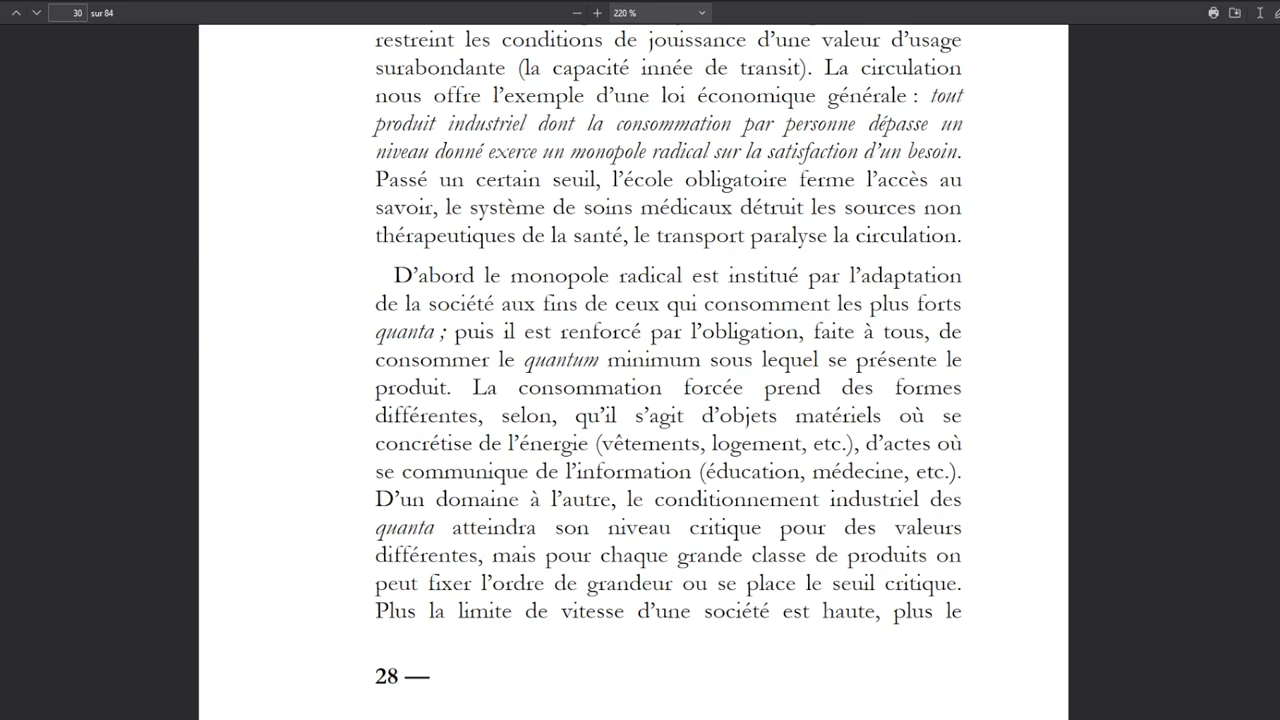 30 sur 84
220 %
restreint les conditions de jouissance d’une valeur d’usage
surabondante (la capacité innée de transit). La circulation
nous offre l’exemple d’une loi économique générale : tout
produit industriel dont la consommation par personne dépasse un
niveau donné exerce un monopole radical sur la satisfaction d’un besoin.
Passé un certain seuil, l’école obligatoire ferme l’accès au
savoir, le système de soins médicaux détruit les sources non
thérapeutiques de la santé, le transport paralyse la circulation.
D’abord le monopole radical est institué par l’adaptation
de la société aux fins de ceux qui consomment les plus forts
quanta ; puis il est renforcé par l’obligation, faite à tous, de
consommer le quantum minimum sous lequel se présente le
produit. La consommation forcée prend des formes
différentes, selon, qu’il s’agit d’objets matériels où se
concrétise de l’énergie (vêtements, logement, etc.), d’actes où
se communique de l’information (éducation, médecine, etc.).
D’un domaine à l’autre, le conditionnement industriel des
quanta atteindra son niveau critique pour des valeurs
différentes, mais pour chaque grande classe de produits on
peut fixer l’ordre de grandeur ou se place le seuil critique.
Plus la limite de vitesse d’une société est haute, plus le
28 —